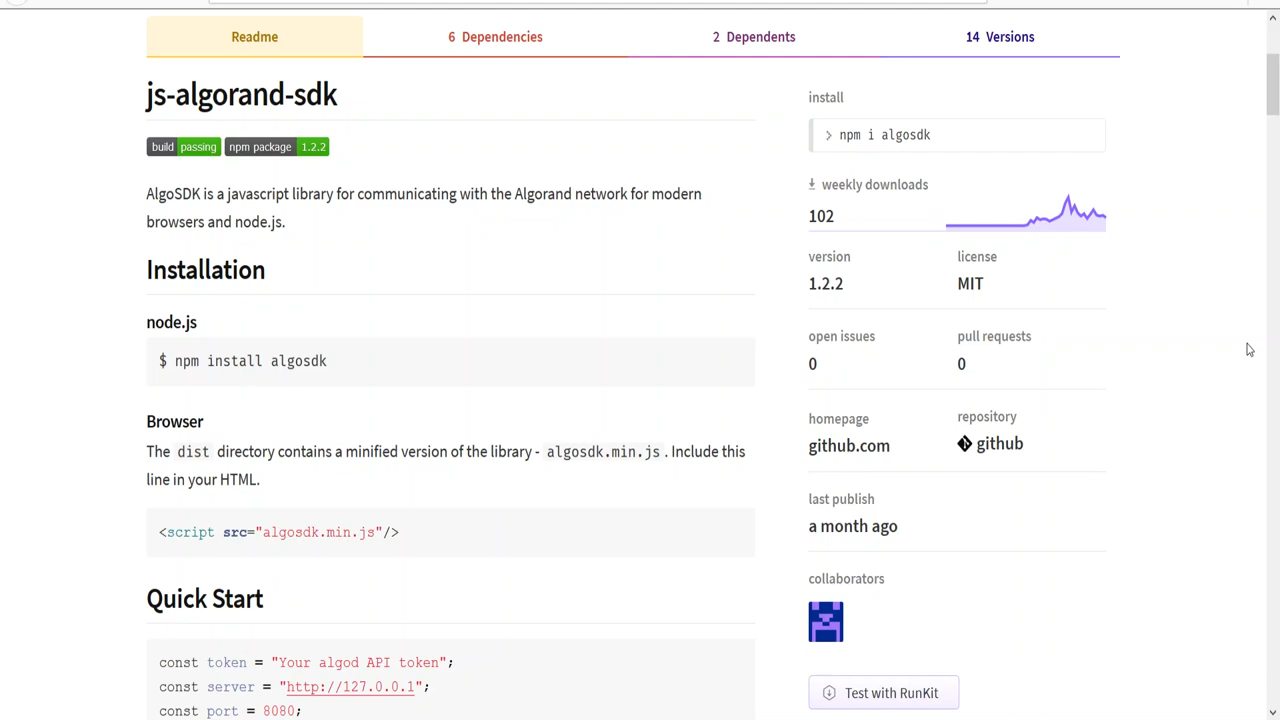 Readme
6 Dependencies
2 Dependents
14 Versions
js-algorand-sdk
build passing npm package 1.2.2
AlgoSDK is a javascript library for communicating with the Algorand network for modern
browsers and node.js.
Installation
node.js
$ npm install algosdk
Browser
The dist directory contains a minified version of the library - algosdk.min.js . Include this
line in your HTML.
<script src="algosdk.min.js"/>
Quick Start
const token = "Your algod API token";
const server = "http://127.0.0.1";
const port = 8080;
install
> npm i algosdk
weekly downloads
102
version
1.2.2
license
MIT
open issues
0
pull requests
0
homepage
github.com
repository
github
last publish
a month ago
collaborators
Test with RunKit